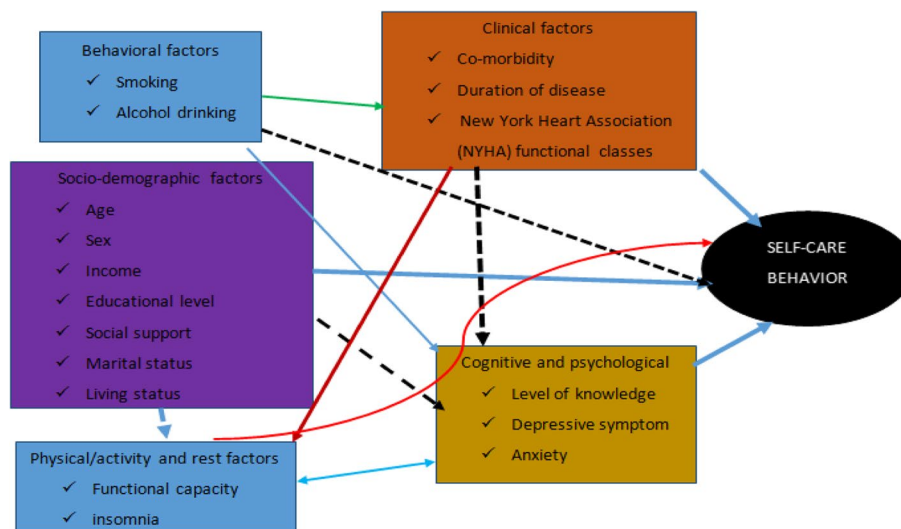 Behavioral factors
✓ Smoking
✓ Alcohol drinking
Clinical factors
✓ Co-morbidity
✓ Duration of disease
✓ New York Heart Association
(NYHA) functional classes
Socio-demographic factors
✓ Age
✓ Sex
✓ Income
✓ Educational level
✓ Social support
✓ Marital status
✓ Living status
SELF-CARE
BEHAVIOR
Cognitive and psychological
✓ Level of knowledge
✓ Depressive symptom
✓ Anxiety
Physical/activity and rest factors
✓ Functional capacity
✓ insomnia